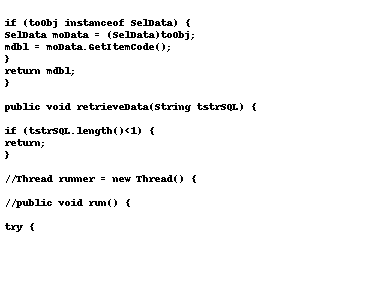 if (toObj instanceof SelData) {
SelData moData = (SelData)toObj;
mdbl = moData.GetItemCode();
}
return mdbl;
}
public void retrieveData(String tstrSQL) {
if (tstrSQL.length()<1) {
return;
}
//Thread runner = new Thread() {
//public void run() {
try {